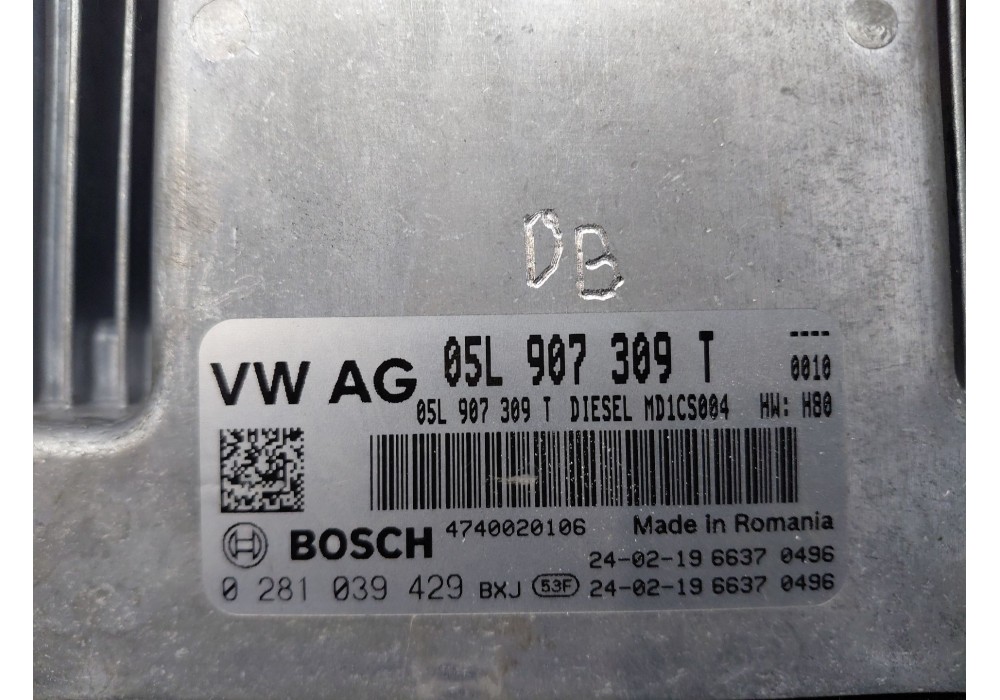 DB
VW AG 05L 907 309 T ----
0010
05L 907 309 T DIESEL MD1CS004 HW: H80
BOSCH 4740020106 Made in Romania
24-02-19 6637 0496
0 281 039 429 BXJ 53F 24-02-19 6637 0496